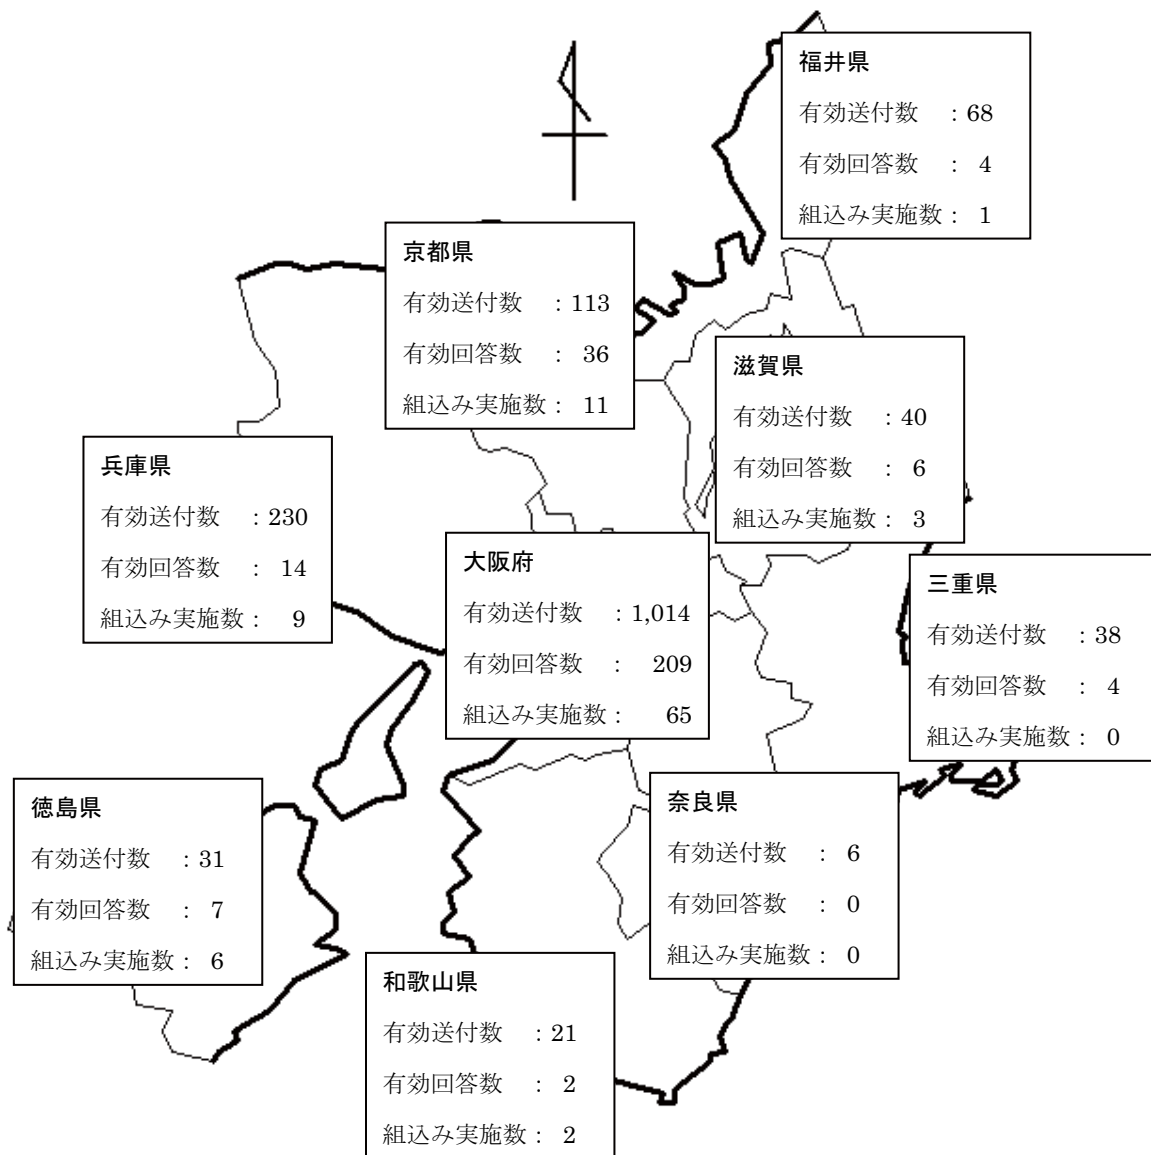 福井県
有効送付数 : 68
有効回答数 : 4
組込み実施数 : 1
京都県
有効送付数 : 113
有効回答数 : 36
組込み実施数 : 11
滋賀県
有効送付数 : 40
有効回答数 : 6
組込み実施数 : 3
兵庫県
有効送付数 : 230
有効回答数 : 14
組込み実施数 : 9
大阪府
有効送付数 : 1,014
有効回答数 : 209
組込み実施数 : 65
三重県
有効送付数 : 38
有効回答数 : 4
組込み実施数 : 0
徳島県
有効送付数 : 31
有効回答数 : 7
組込み実施数 : 6
奈良県
有効送付数 : 6
有効回答数 : 0
組込み実施数 : 0
和歌山県
有効送付数 : 21
有効回答数 : 2
組込み実施数 : 2